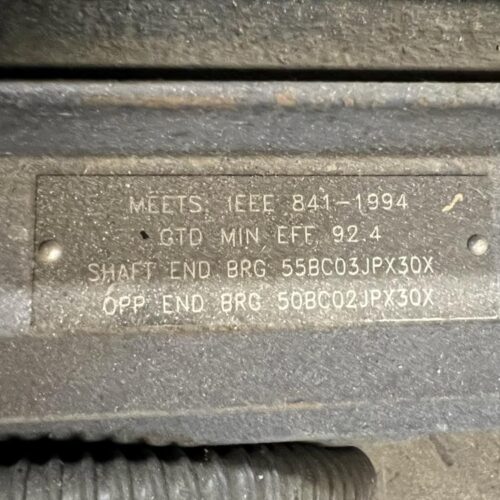 MEETS IEEE 841-1994
GTD MIN EFF 92.4
SHAFT END BRG 55BC03JPX30X
OPP END BRG 50BC02JPX30X